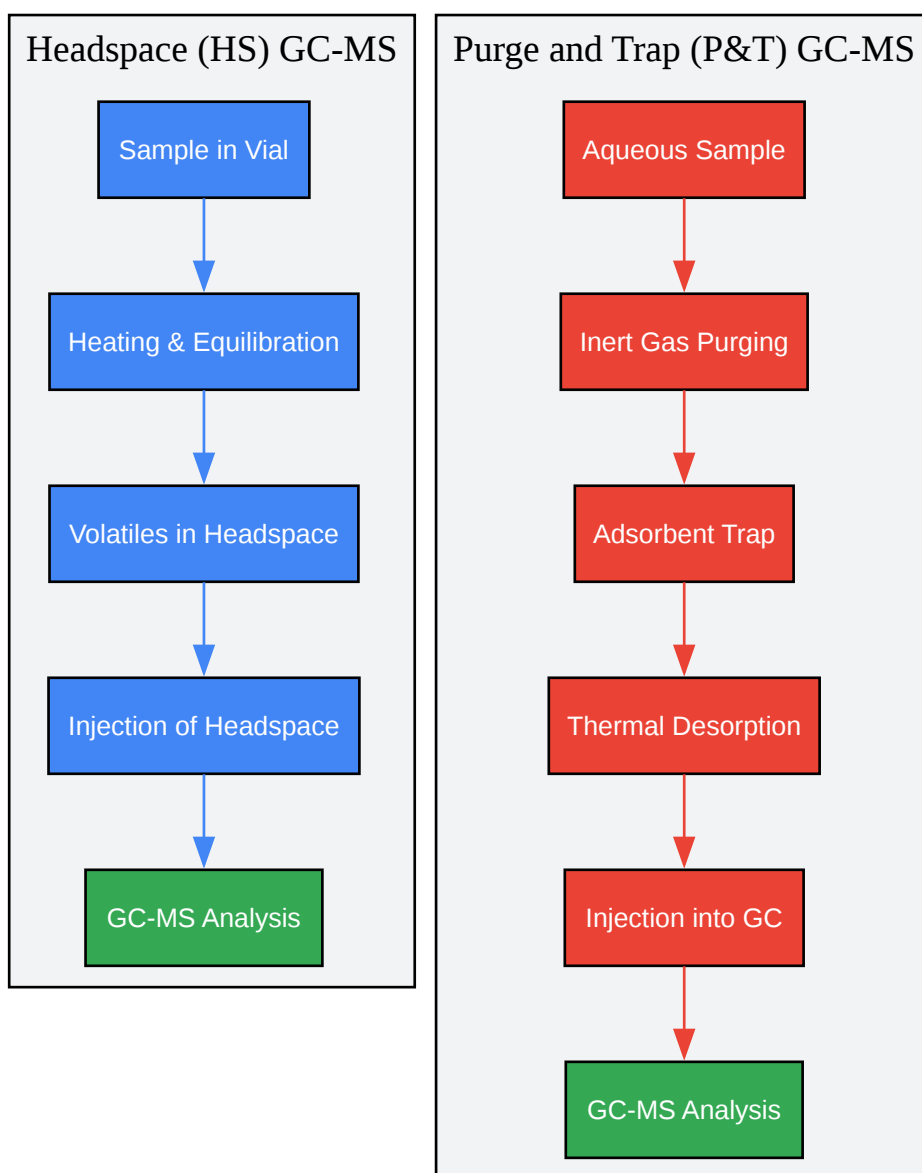 Headspace (HS) GC-MS
Sample in Vial
Heating & Equilibration
Volatiles in Headspace
Injection of Headspace
GC-MS Analysis
Purge and Trap (P&T) GC-MS
Aqueous Sample
Inert Gas Purging
Adsorbent Trap
Thermal Desorption
Injection into GC
GC-MS Analysis